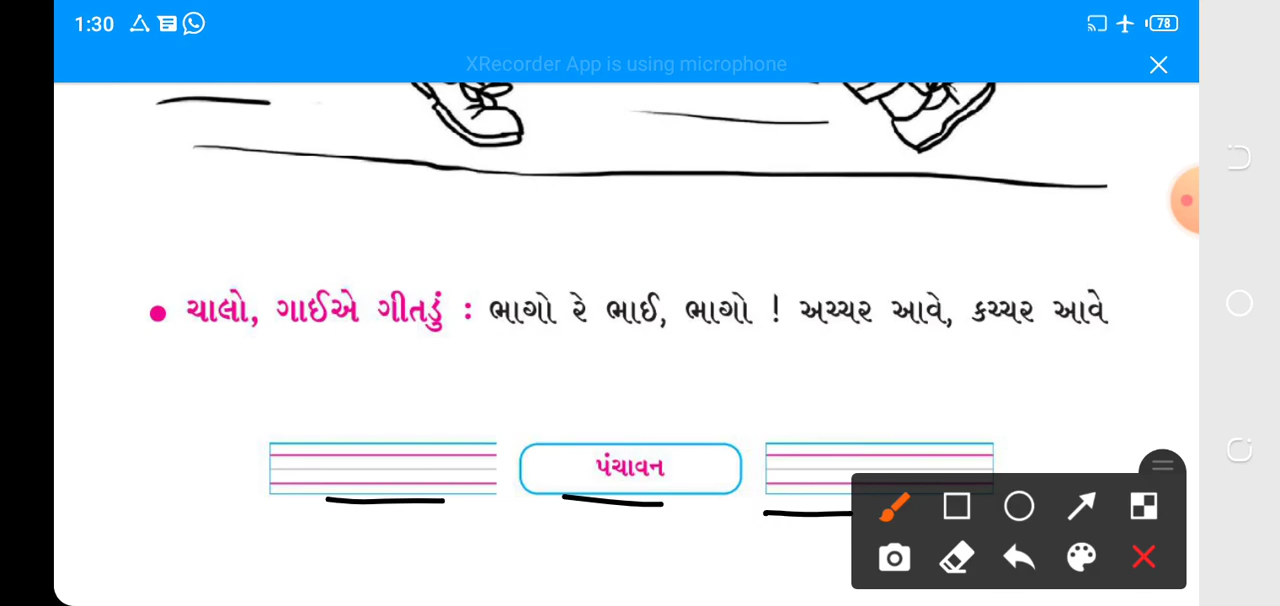 1:30 78
XRecorder App is using microphone
• ચાલો, ગાઈએ ગીતડું : ભાગો રે ભાઈ, ભાગો ! અચ્ચર આવે, કચ્ચર આવે
પંચાવન